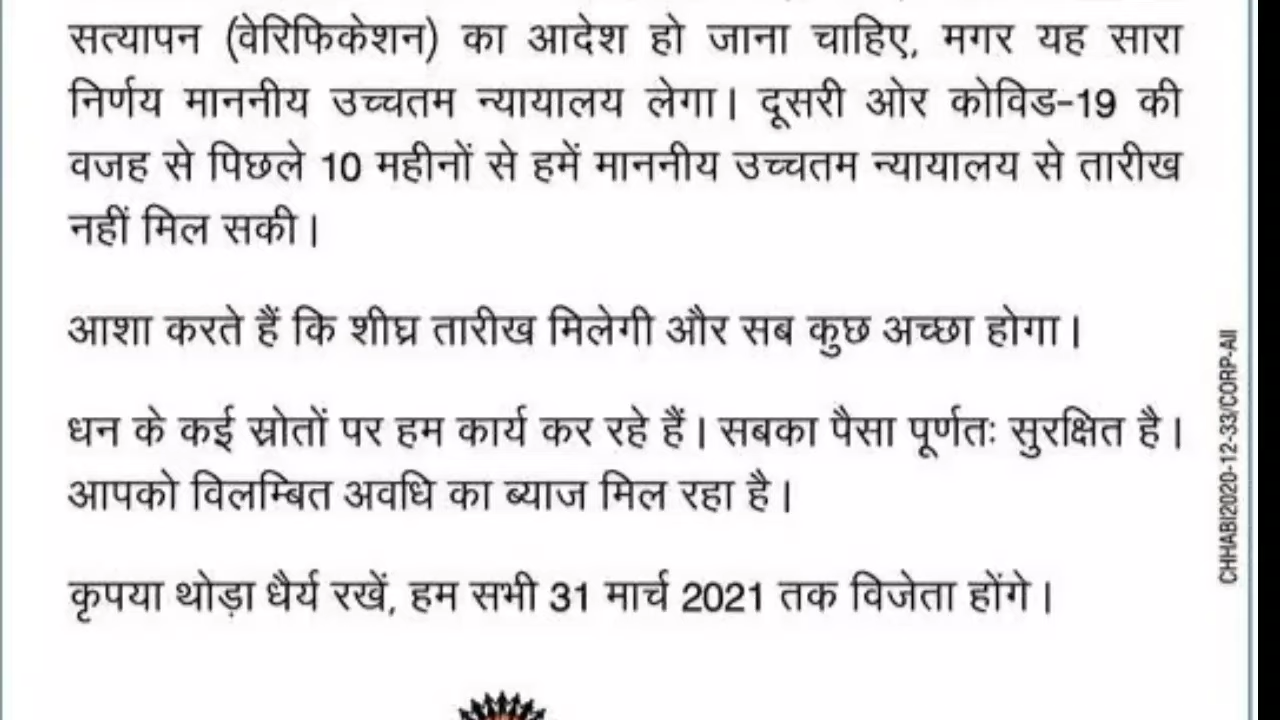 सत्यापन (वेरिफिकेशन) का आदेश हो जाना चाहिए, मगर यह सारा
निर्णय माननीय उच्चतम न्यायालय लेगा। दूसरी ओर कोविड-19 की
वजह से पिछले 10 महीनों से हमें माननीय उच्चतम न्यायालय से तारीख
नहीं मिल सकी।
आशा करते हैं कि शीघ्र तारीख मिलेगी और सब कुछ अच्छा होगा।
धन के कई स्रोतों पर हम कार्य कर रहे हैं। सबका पैसा पूर्णतः सुरक्षित है।
आपको विलम्बित अवधि का ब्याज मिल रहा है।
कृपया थोड़ा धैर्य रखें, हम सभी 31 मार्च 2021 तक विजेता होंगे।
CHHABI2020-12-33/CORP-All